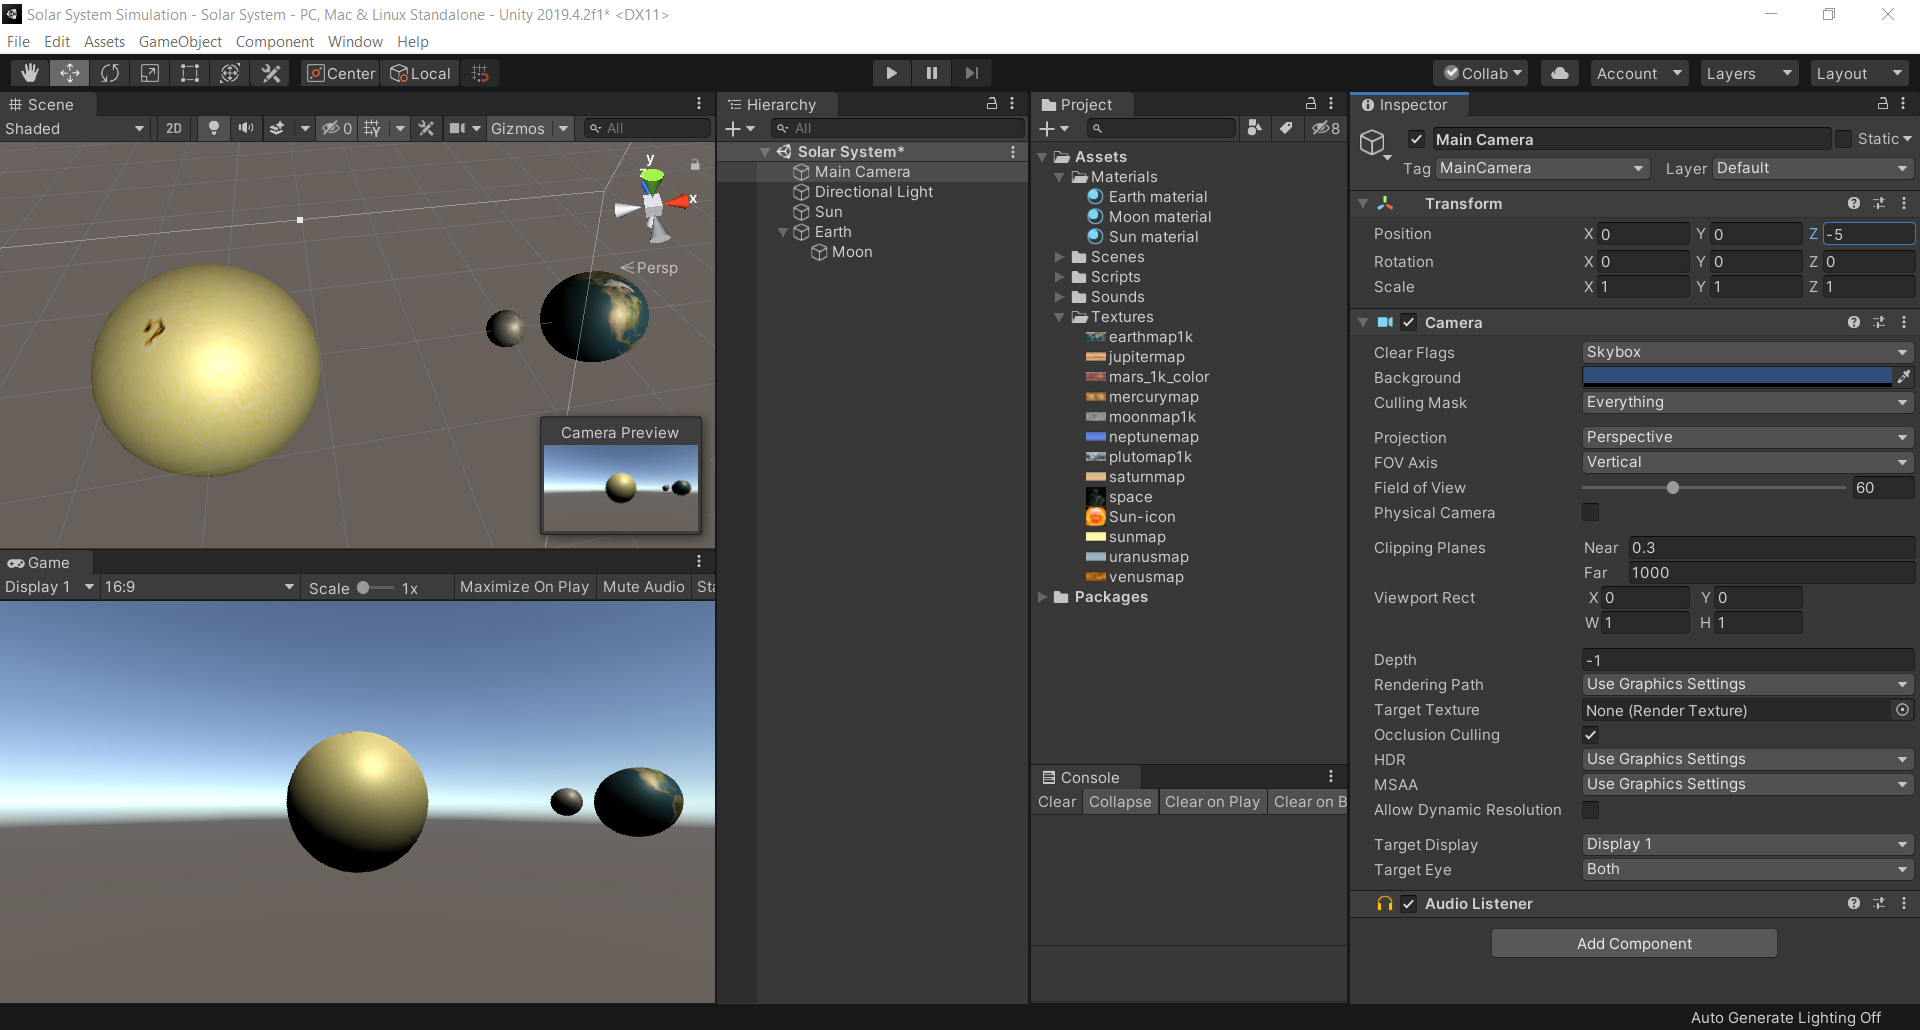 Solar System Simulation - Solar System - PC, Mac & Linux Standalone - Unity 2019.4.2f1* <DX11>
File Edit Assets GameObject Component Window Help
Center Local Collab Account Layers Layout
Scene
Shaded 2D 0 Gizmos All
y
z
x
Persp
Camera Preview
Game
Display 1 16:9 Scale 1x Maximize On Play Mute Audio Sta
Hierarchy
All
Solar System*
Main Camera
Directional Light
Sun
Earth
Moon
Project
8
Assets
Materials
Earth material
Moon material
Sun material
Scenes
Scripts
Sounds
Textures
earthmap1k
jupitermap
mars_1k_color
mercurymap
moonmap1k
neptunemap
plutomap1k
saturnmap
space
Sun-icon
sunmap
uranusmap
venusmap
Packages
Console
Clear Collapse Clear on Play Clear on B
Inspector
Main Camera Static
Tag MainCamera Layer Default
Transform
Position X 0 Y 0 Z -5
Rotation X 0 Y 0 Z 0
Scale X 1 Y 1 Z 1
Camera
Clear Flags Skybox
Background
Culling Mask Everything
Projection Perspective
FOV Axis Vertical
Field of View 60
Physical Camera
Clipping Planes Near 0.3
Far 1000
Viewport Rect X 0 Y 0
W 1 H 1
Depth -1
Rendering Path Use Graphics Settings
Target Texture None (Render Texture)
Occlusion Culling
HDR Use Graphics Settings
MSAA Use Graphics Settings
Allow Dynamic Resolution
Target Display Display 1
Target Eye Both
Audio Listener
Add Component
Auto Generate Lighting Off